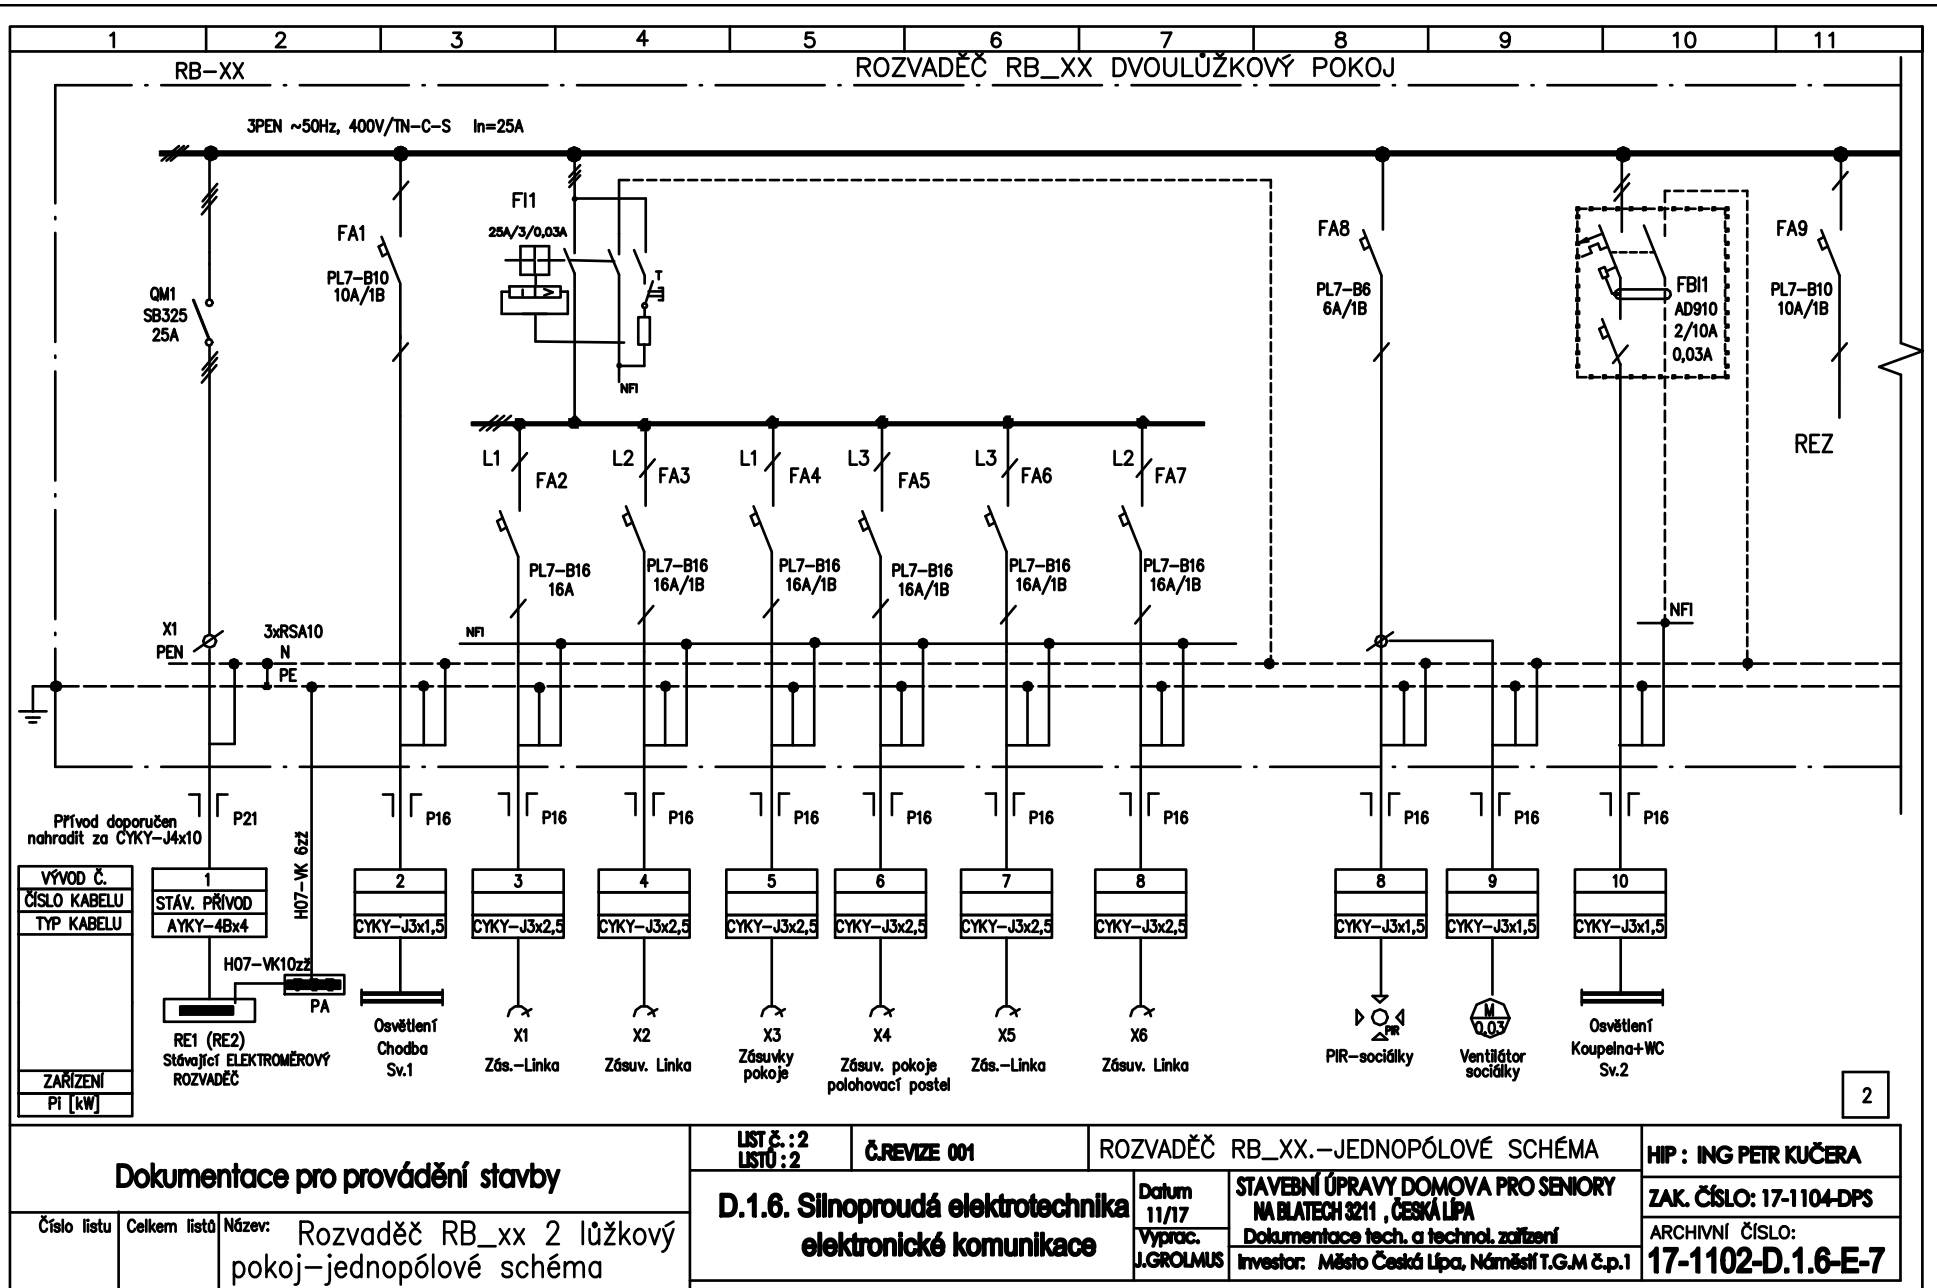 1 2 3 4 5 6 7 8 9 10 11
RB-XX
ROZVADĚČ RB_XX DVOULŮŽKOVÝ POKOJ
3PEN ~50Hz, 400V/TN-C-S In=25A
QM1
SB325
25A
FA1
PL7-B10
10A/1B
FI1
25A/3/0,03A
T
NFI
FA8
PL7-B6
6A/1B
FBI1
AD910
2/10A
0,03A
FA9
PL7-B10
10A/1B
REZ
L1
FA2
PL7-B16
16A
L2
FA3
PL7-B16
16A/1B
L1
FA4
PL7-B16
16A/1B
L3
FA5
PL7-B16
16A/1B
L3
FA6
PL7-B16
16A/1B
L2
FA7
PL7-B16
16A/1B
X1
PEN
3xRSA10
N
PE
NFI
NFI
Přívod doporučen
nahradit za CYKY-J4x10
P21
P16
P16
P16
P16
P16
P16
P16
P16
P16
P16
H07-VK 6zž
VÝVOD Č.
ČÍSLO KABELU
TYP KABELU
ZAŘÍZENÍ
Pi [kW]
1
STÁV. PŘÍVOD
AYKY-4Bx4
2
CYKY-J3x1,5
3
CYKY-J3x2,5
4
CYKY-J3x2,5
5
CYKY-J3x2,5
6
CYKY-J3x2,5
7
CYKY-J3x2,5
8
CYKY-J3x2,5
8
CYKY-J3x1,5
9
CYKY-J3x1,5
10
CYKY-J3x1,5
H07-VK10zž
PA
RE1 (RE2)
Stávající ELEKTROMĚROVÝ
ROZVADĚČ
Osvětlení
Chodba
Sv.1
X1
Zás.-Linka
X2
Zásuv. Linka
X3
Zásuvky
pokoje
X4
Zásuv. pokoje
polohovací postel
X5
Zás.-Linka
X6
Zásuv. Linka
PIR
PIR-sociálky
M
0,03
Ventilátor
sociálky
Osvětlení
Koupelna+WC
Sv.2
2
Dokumentace pro provádění stavby
Číslo listu
Celkem listů
Název: Rozvaděč RB_xx 2 lůžkový
pokoj-jednopólové schéma
LIST Č. : 2
LISTŮ : 2
Č.REVIZE 001
ROZVADĚČ RB_XX.-JEDNOPÓLOVÉ SCHÉMA
D.1.6. Silnoproudá elektrotechnika
elektronické komunikace
Datum
11/17
Vyprac.
J.GROLMUS
STAVEBNÍ ÚPRAVY DOMOVA PRO SENIORY
NA BLATECH 3211 , ČESKÁ LÍPA
Dokumentace tech. a technol. zařízení
Investor: Město Česká Lípa, Náměstí T.G.M č.p.1
HIP : ING PETR KUČERA
ZAK. ČÍSLO: 17-1104-DPS
ARCHIVNÍ ČÍSLO:
17-1102-D.1.6-E-7